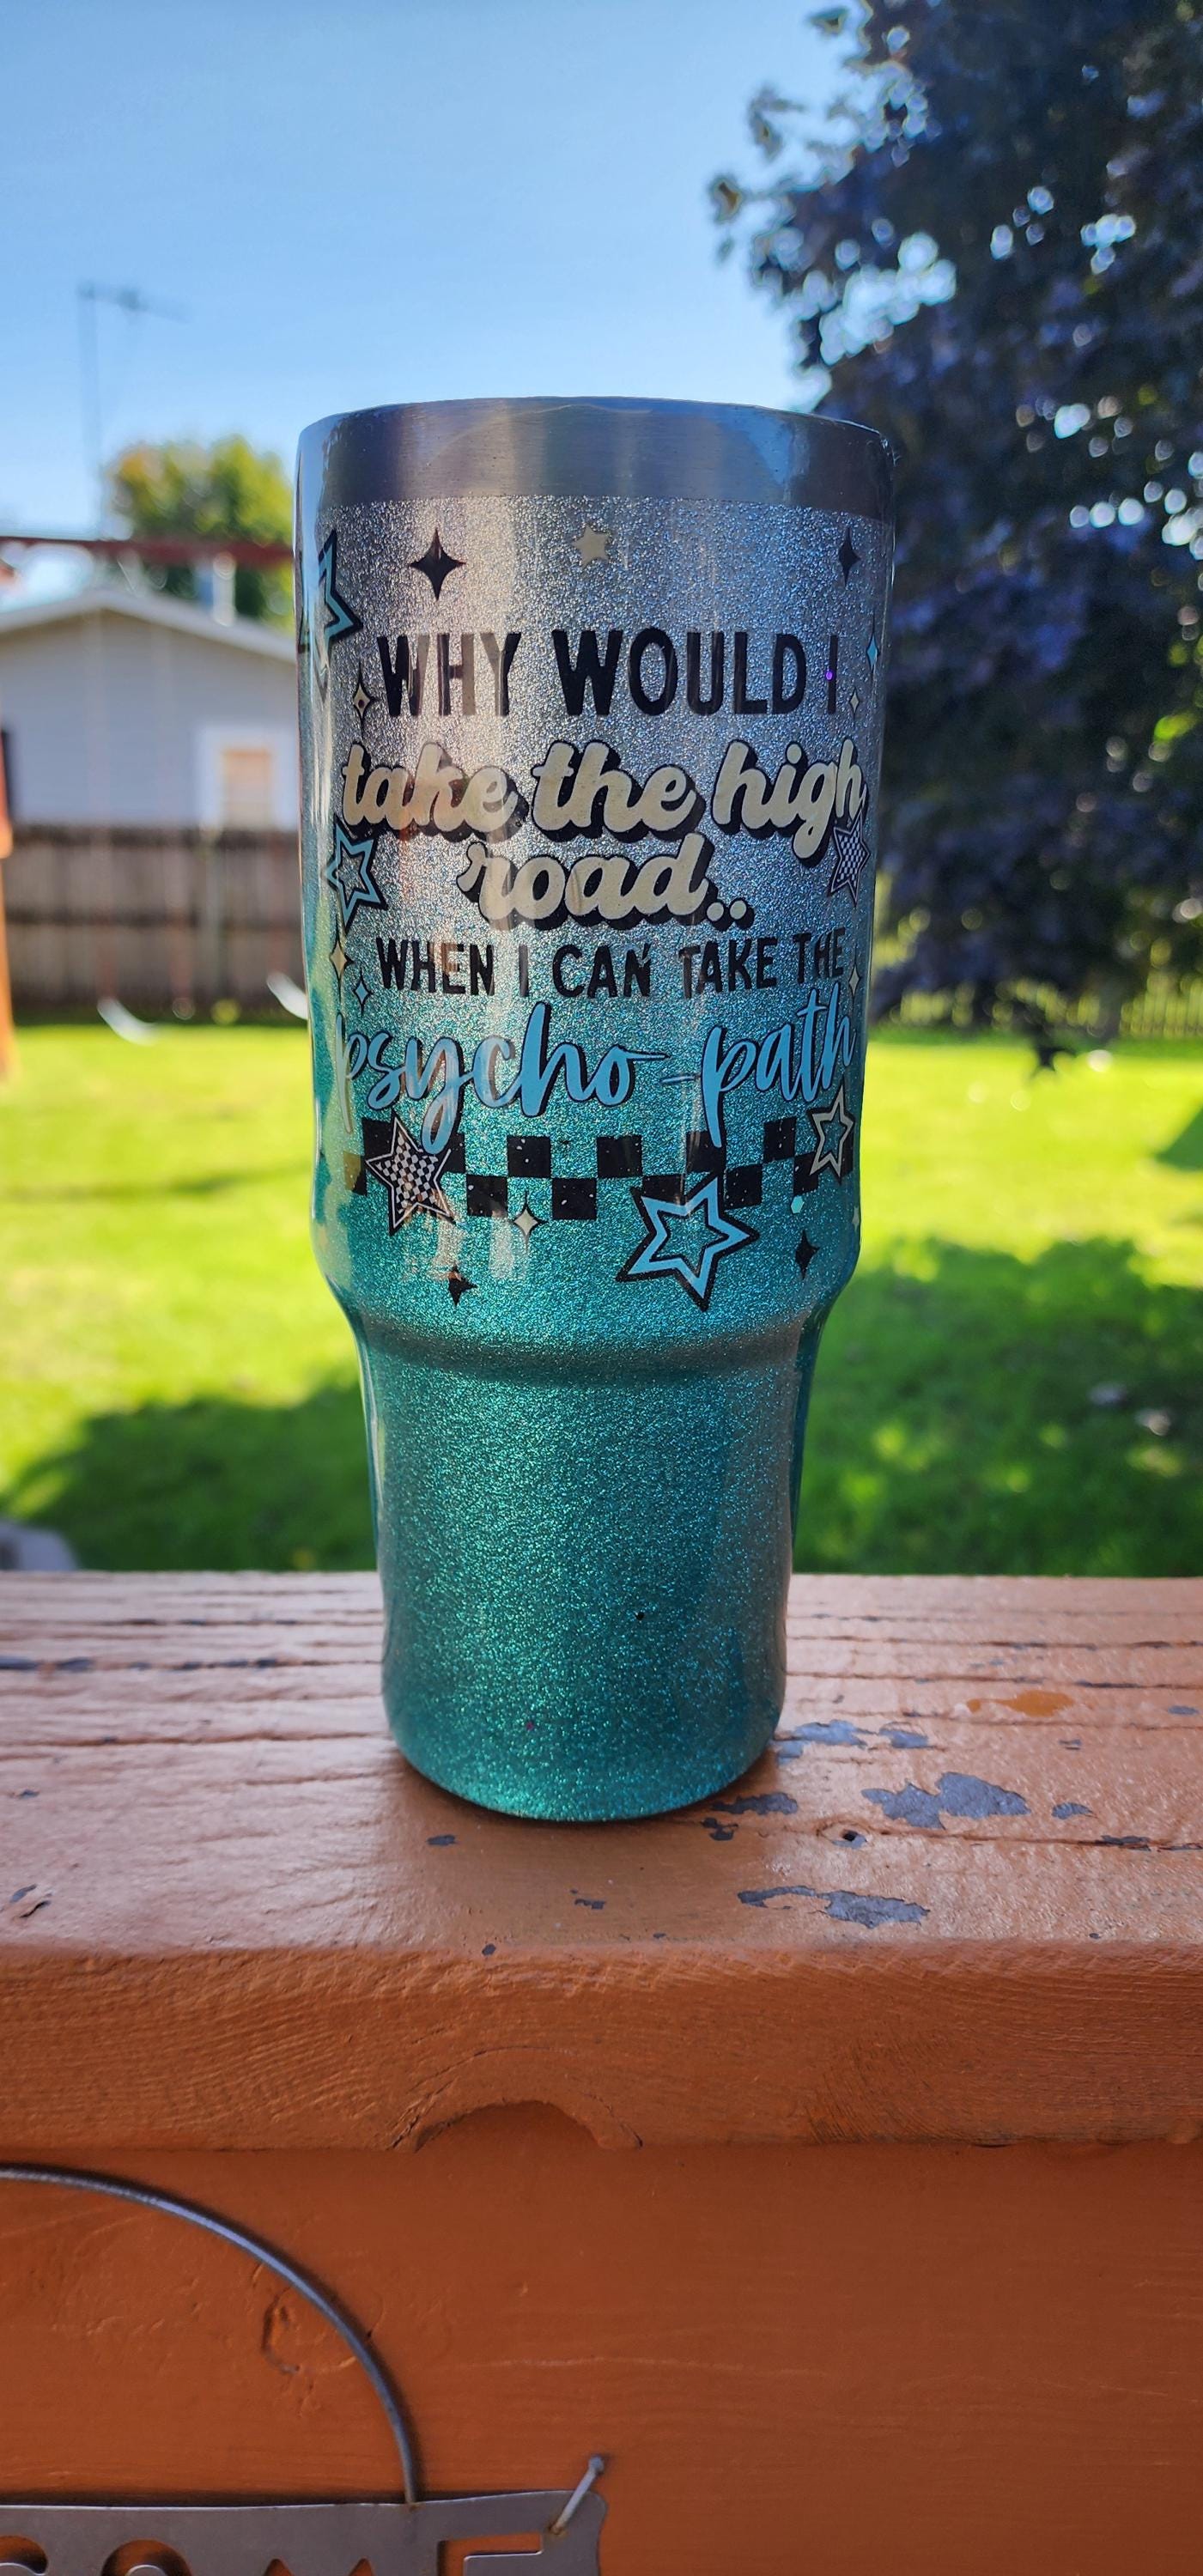 WHY WOULD I
take the high
road..
WHEN I CAN TAKE THE
psycho-path